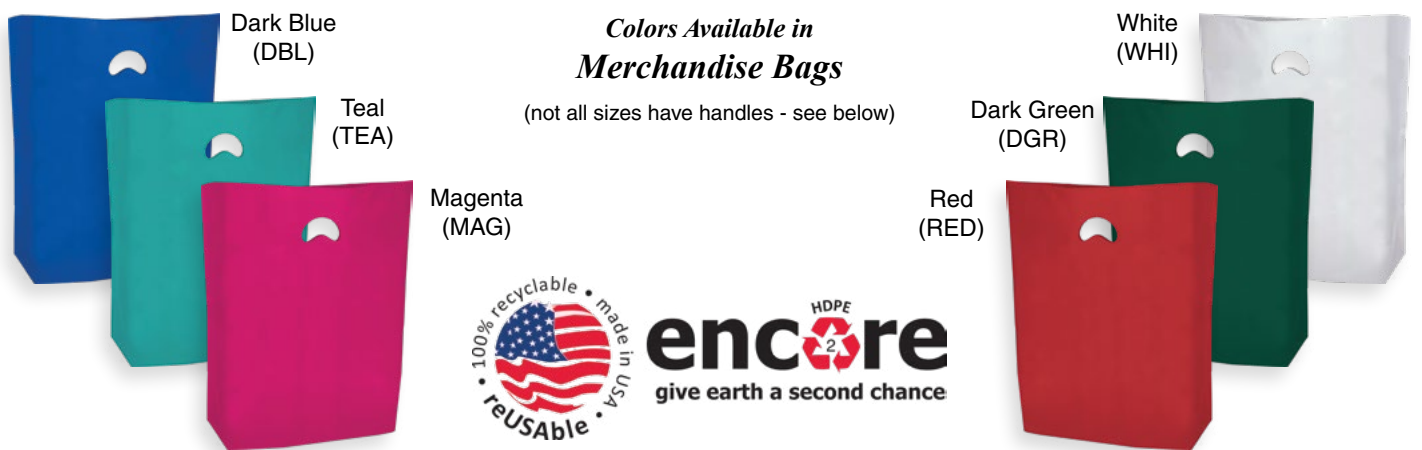 Dark Blue
(DBL)
Teal
(TEA)
Magenta
(MAG)
Colors Available in
Merchandise Bags
(not all sizes have handles - see below)
White
(WHI)
Dark Green
(DGR)
Red
(RED)
100% recyclable • made in USA •
reUSAble •
HDPE
2
encore
give earth a second chance